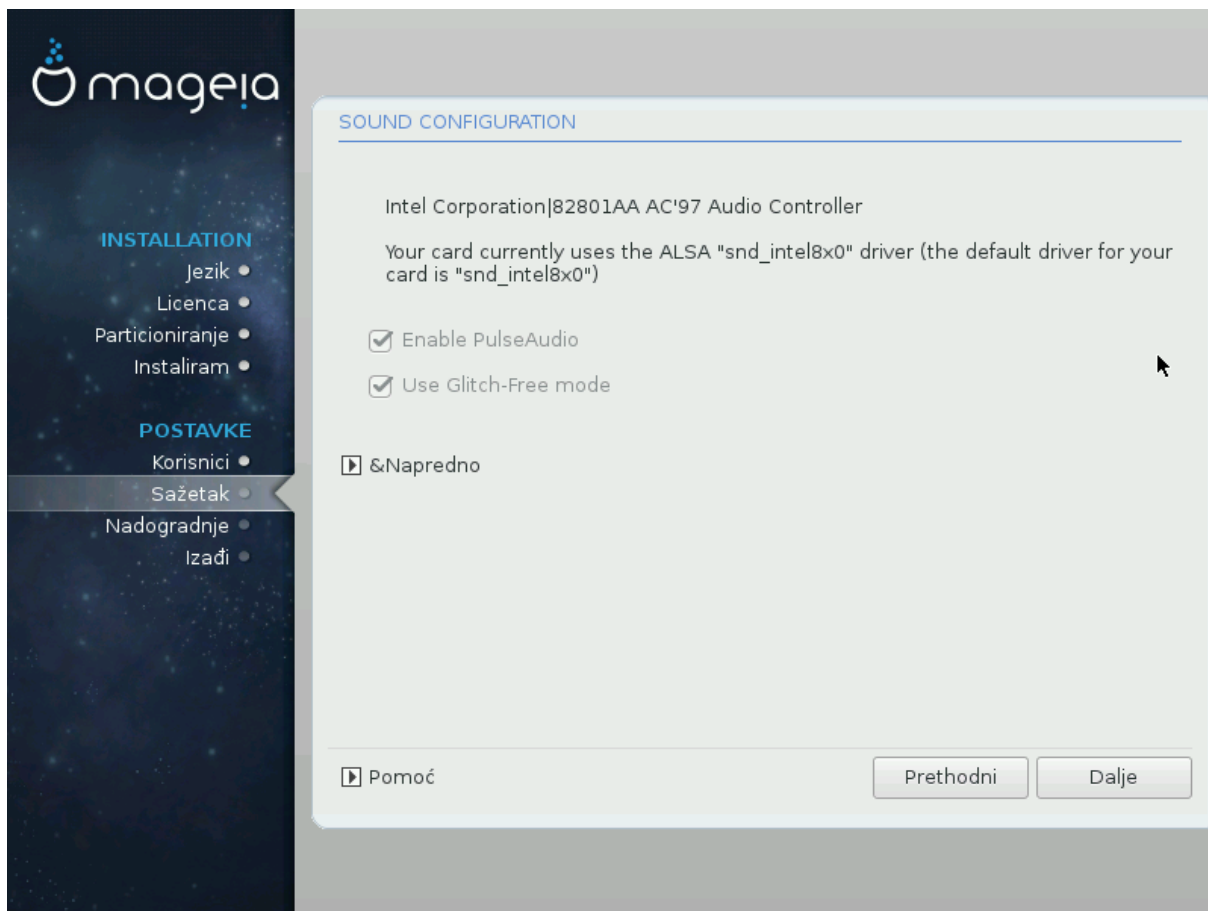 mageia
INSTALLATION
Jezik
Licenca
Particioniranje
Instaliram
POSTAVKE
Korisnici
Sažetak
Nadogradnje
Izađi
SOUND CONFIGURATION
Intel Corporation|82801AA AC'97 Audio Controller
Your card currently uses the ALSA "snd_intel8x0" driver (the default driver for your
card is "snd_intel8x0")
Enable PulseAudio
Use Glitch-Free mode
&Napredno
Pomoć
Prethodni
Dalje